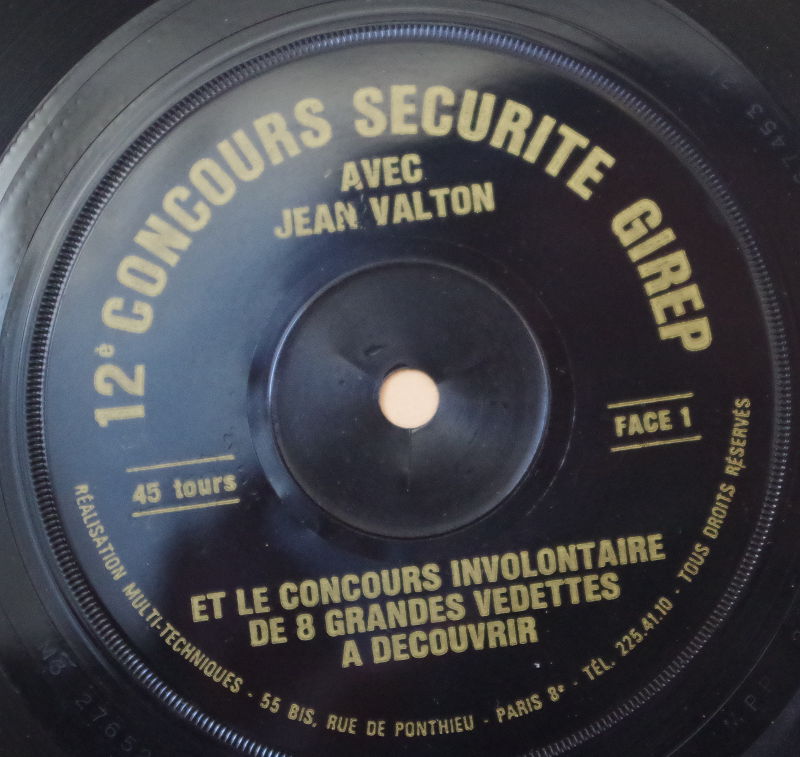 12è CONCOURS SECURITE GIREP
AVEC
JEAN VALTON
45 tours
FACE 1
ET LE CONCOURS INVOLONTAIRE
DE 8 GRANDES VEDETTES
A DECOUVRIR
RÉALISATION MULTI-TECHNIQUES - 55 BIS, RUE DE PONTHIEU - PARIS 8e - TÉL. 225.41.10 - TOUS DROITS RÉSERVÉS